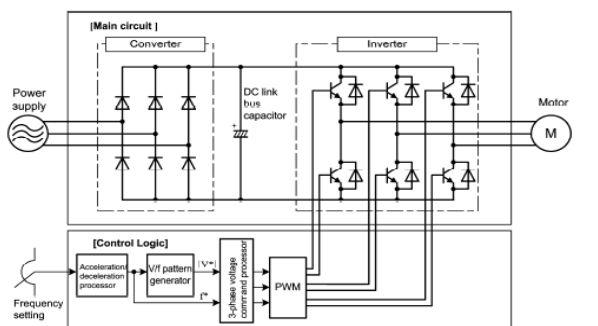 [Main circuit ]
Converter
Inverter
Power
supply
DC link
bus
capacitor
+
Motor
M
[Control Logic]
Acceleration/
deceleration
processor
V/f pattern
generator
|V*|
f*
3-phase voltage
command processor
PWM
Frequency
setting